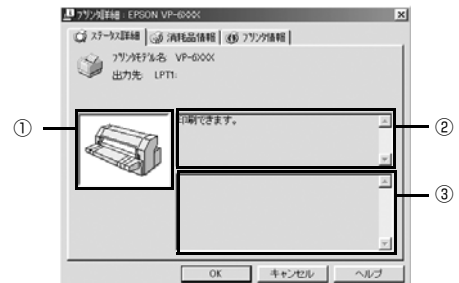 プリンタ詳細 : EPSON VP-6XXX
ステータス詳細 消耗品情報 プリンタ情報
プリンタモデル名 VP-6XXX
出力先 LPT1:
① 印刷できます。 ②
③
OK キャンセル ヘルプ